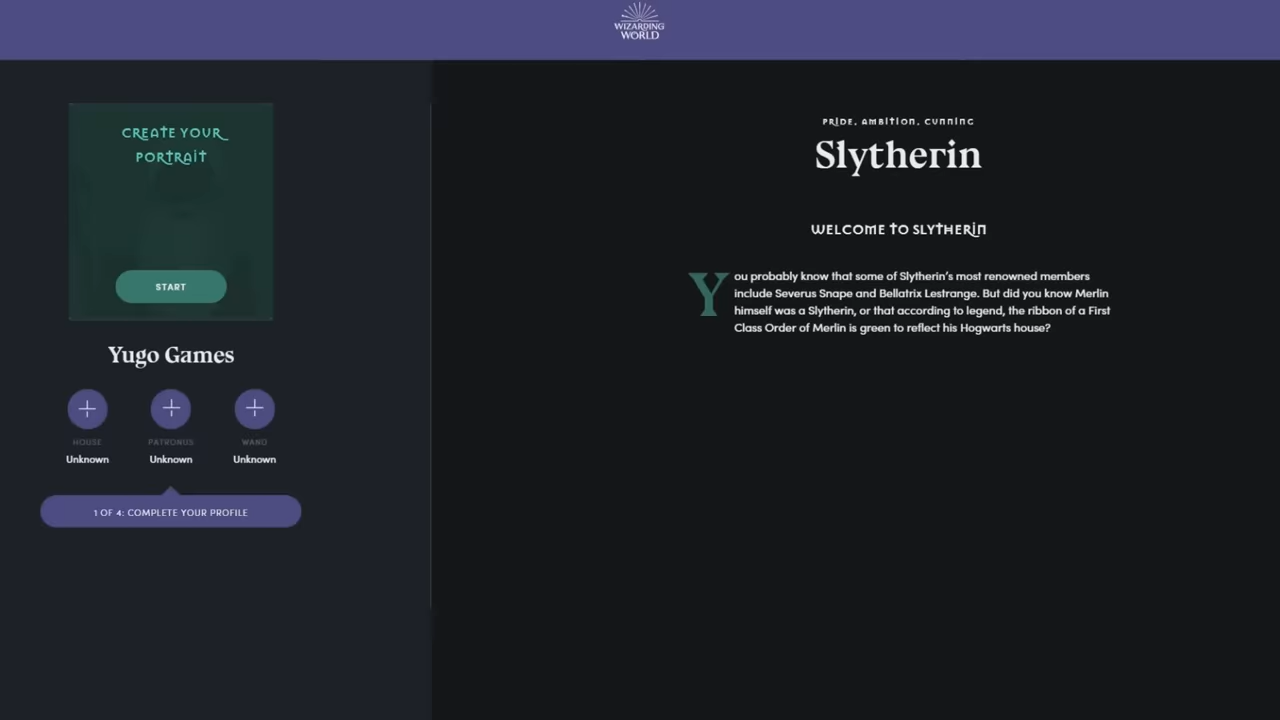 WIZARDING
WORLD
CREATE YOUR
PORTRAIT
START
Yugo Games
HOUSE
PATRONUS
WAND
Unknown
Unknown
Unknown
1 OF 4: COMPLETE YOUR PROFILE
PRIDE, AMBITION, CUNNING
Slytherin
WELCOME TO SLYTHERIN
You probably know that some of Slytherin’s most renowned members
include Severus Snape and Bellatrix Lestrange. But did you know Merlin
himself was a Slytherin, or that according to legend, the ribbon of a First
Class Order of Merlin is green to reflect his Hogwarts house?